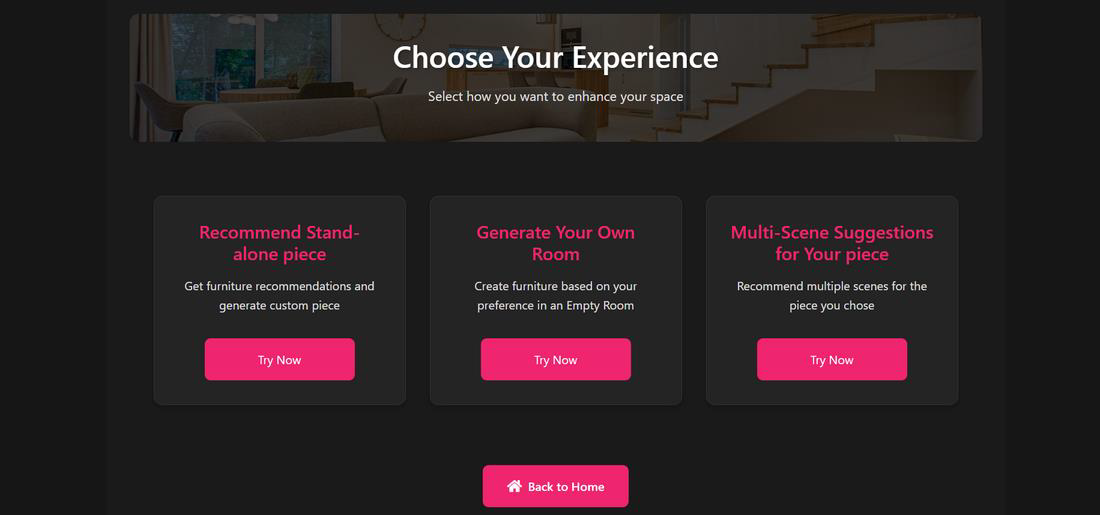 Choose Your Experience
Select how you want to enhance your space
Recommend Stand-
alone piece
Get furniture recommendations and
generate custom piece
Try Now
Generate Your Own
Room
Create furniture based on your
preference in an Empty Room
Try Now
Multi-Scene Suggestions
for Your piece
Recommend multiple scenes for the
piece you chose
Try Now
Back to Home